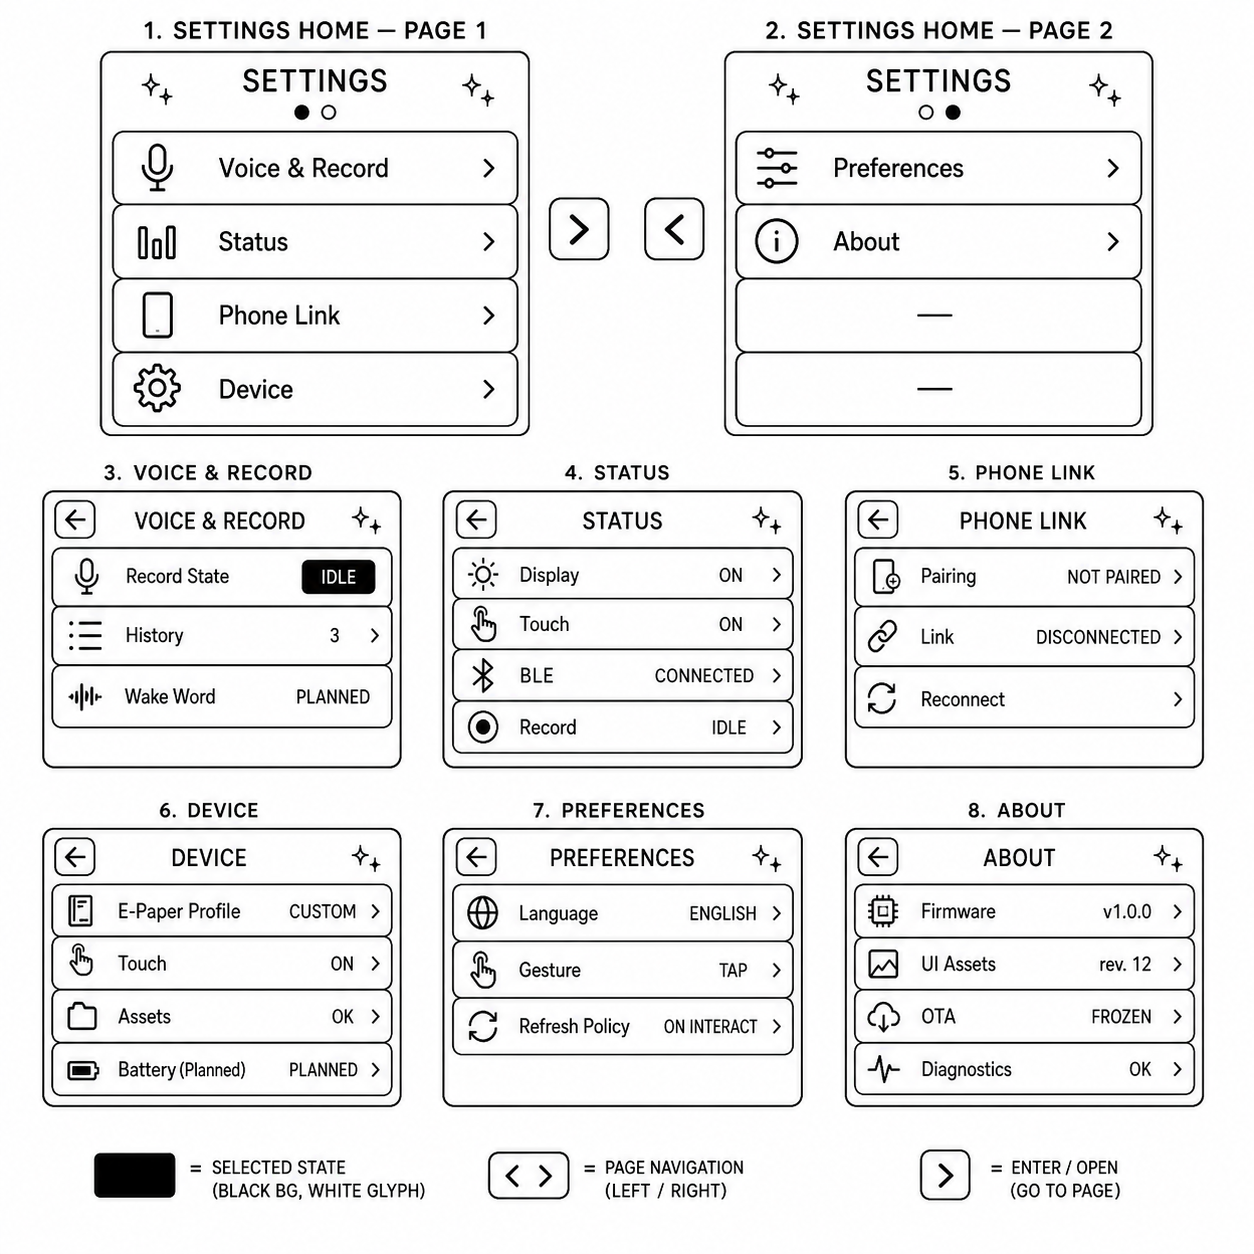 1. SETTINGS HOME — PAGE 1
SETTINGS
Voice & Record
Status
Phone Link
Device
2. SETTINGS HOME — PAGE 2
SETTINGS
Preferences
About
—
—
3. VOICE & RECORD
VOICE & RECORD
Record State IDLE
History 3
Wake Word PLANNED
4. STATUS
STATUS
Display ON
Touch ON
BLE CONNECTED
Record IDLE
5. PHONE LINK
PHONE LINK
Pairing NOT PAIRED
Link DISCONNECTED
Reconnect
6. DEVICE
DEVICE
E-Paper Profile CUSTOM
Touch ON
Assets OK
Battery (Planned) PLANNED
7. PREFERENCES
PREFERENCES
Language ENGLISH
Gesture TAP
Refresh Policy ON INTERACT
8. ABOUT
ABOUT
Firmware v1.0.0
UI Assets rev. 12
OTA FROZEN
Diagnostics OK
= SELECTED STATE
(BLACK BG, WHITE GLYPH)
= PAGE NAVIGATION
(LEFT / RIGHT)
= ENTER / OPEN
(GO TO PAGE)